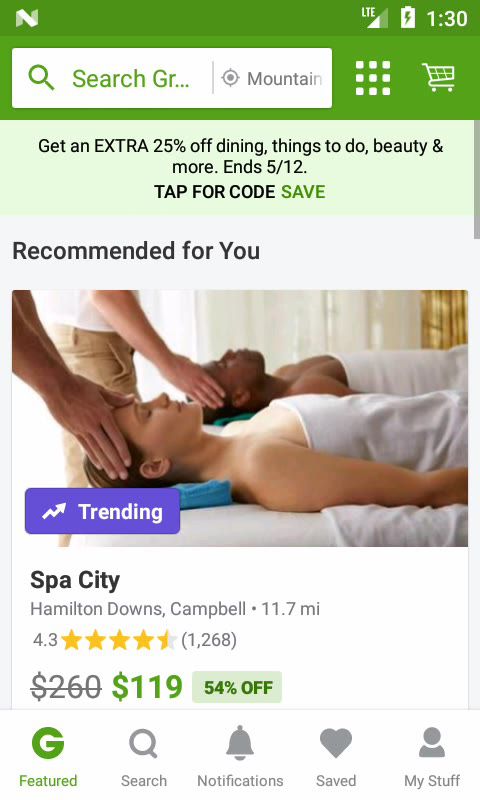 LTE 1:30
Search Gr... Mountain
Get an EXTRA 25% off dining, things to do, beauty &
more. Ends 5/12.
TAP FOR CODE SAVE
Recommended for You
Trending
Spa City
Hamilton Downs, Campbell • 11.7 mi
4.3 (1,268)
$260 $119 54% OFF
G
Featured Search Notifications Saved My Stuff